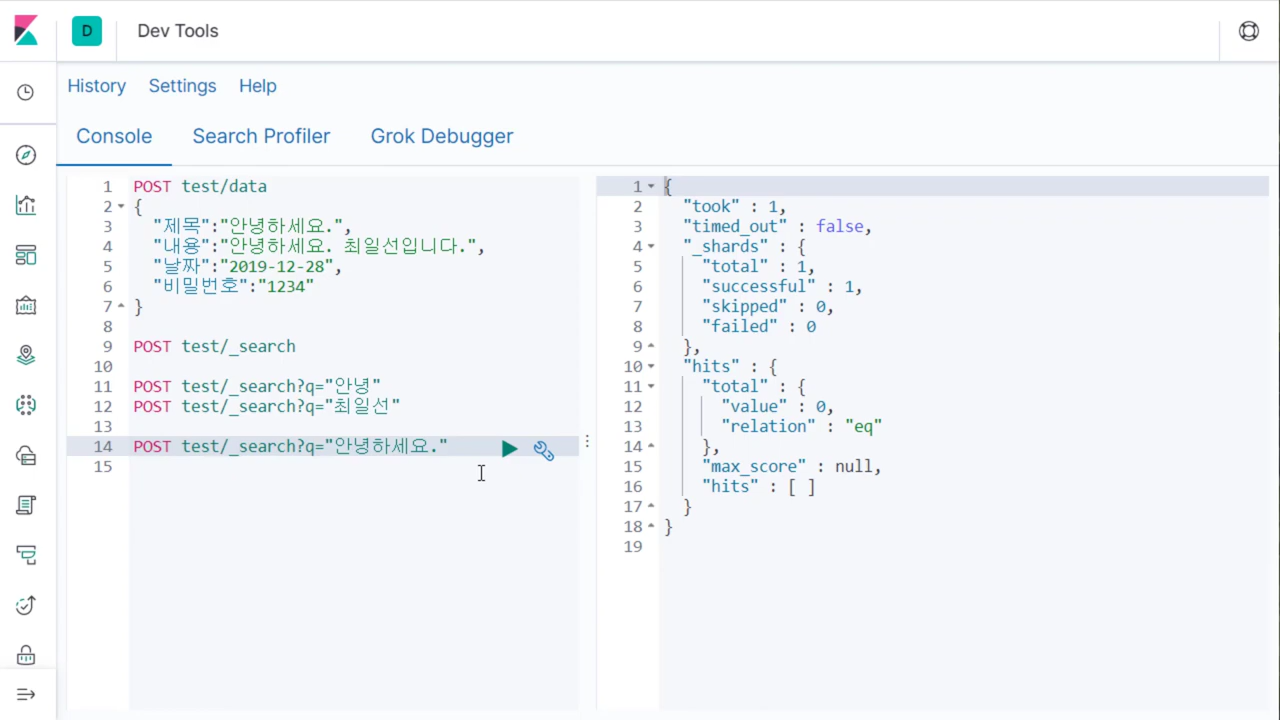 D Dev Tools
History Settings Help
Console Search Profiler Grok Debugger
1 POST test/data
2 {
3 "제목":"안녕하세요.",
4 "내용":"안녕하세요. 최일선입니다.",
5 "날짜":"2019-12-28",
6 "비밀번호":"1234"
7 }
8
9 POST test/_search
10
11 POST test/_search?q="안녕"
12 POST test/_search?q="최일선"
13
14 POST test/_search?q="안녕하세요."
15
1 {
2 "took" : 1,
3 "timed_out" : false,
4 "_shards" : {
5 "total" : 1,
6 "successful" : 1,
7 "skipped" : 0,
8 "failed" : 0
9 },
10 "hits" : {
11 "total" : {
12 "value" : 0,
13 "relation" : "eq"
14 },
15 "max_score" : null,
16 "hits" : [ ]
17 }
18 }
19